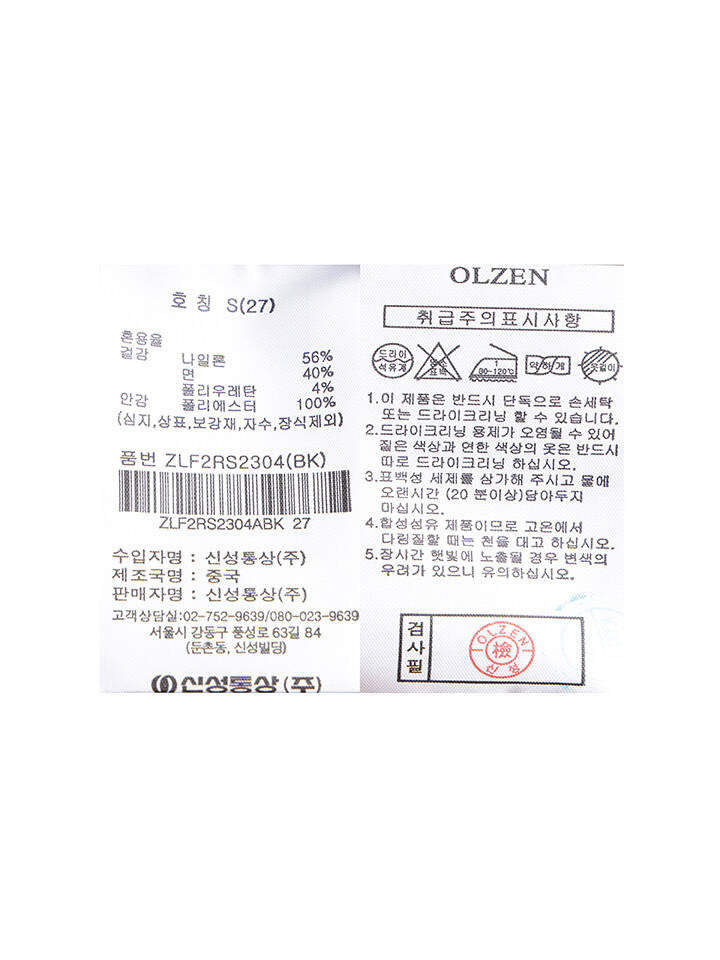 호 칭 S(27)
혼용율
겉감 나일론 56%
면 40%
폴리우레탄 4%
안감 폴리에스터 100%
(심지,상표,보강재,자수,장식제외)
품번 ZLF2RS2304(BK)
ZLF2RS2304ABK 27
수입자명 : 신성통상(주)
제조국명 : 중국
판매자명 : 신성통상(주)
고객상담실:02-752-9639/080-023-9639
서울시 강동구 풍성로 63길 84
(둔촌동, 신성빌딩)
신성통상(주)
OLZEN
취급주의표시사항
드라이
석유계
염소
표백
1
80-120℃
약하게
옷걸이
1.이 제품은 반드시 단독으로 손세탁
또는 드라이크리닝 할 수 있습니다.
2.드라이크리닝 용제가 오염될 수 있어
짙은 색상과 연한 색상의 옷은 반드시
따로 드라이크리닝 하십시오.
3.표백성 세제를 삼가해 주시고 물에
오랜시간 (20 분이상)담아두지
마십시오.
4.합성섬유 제품이므로 고온에서
다림질할 때는 천을 대고 하십시오.
5.장시간 햇빛에 노출될 경우 변색의
우려가 있으니 유의하십시오.
검사필
OLZEN
檢